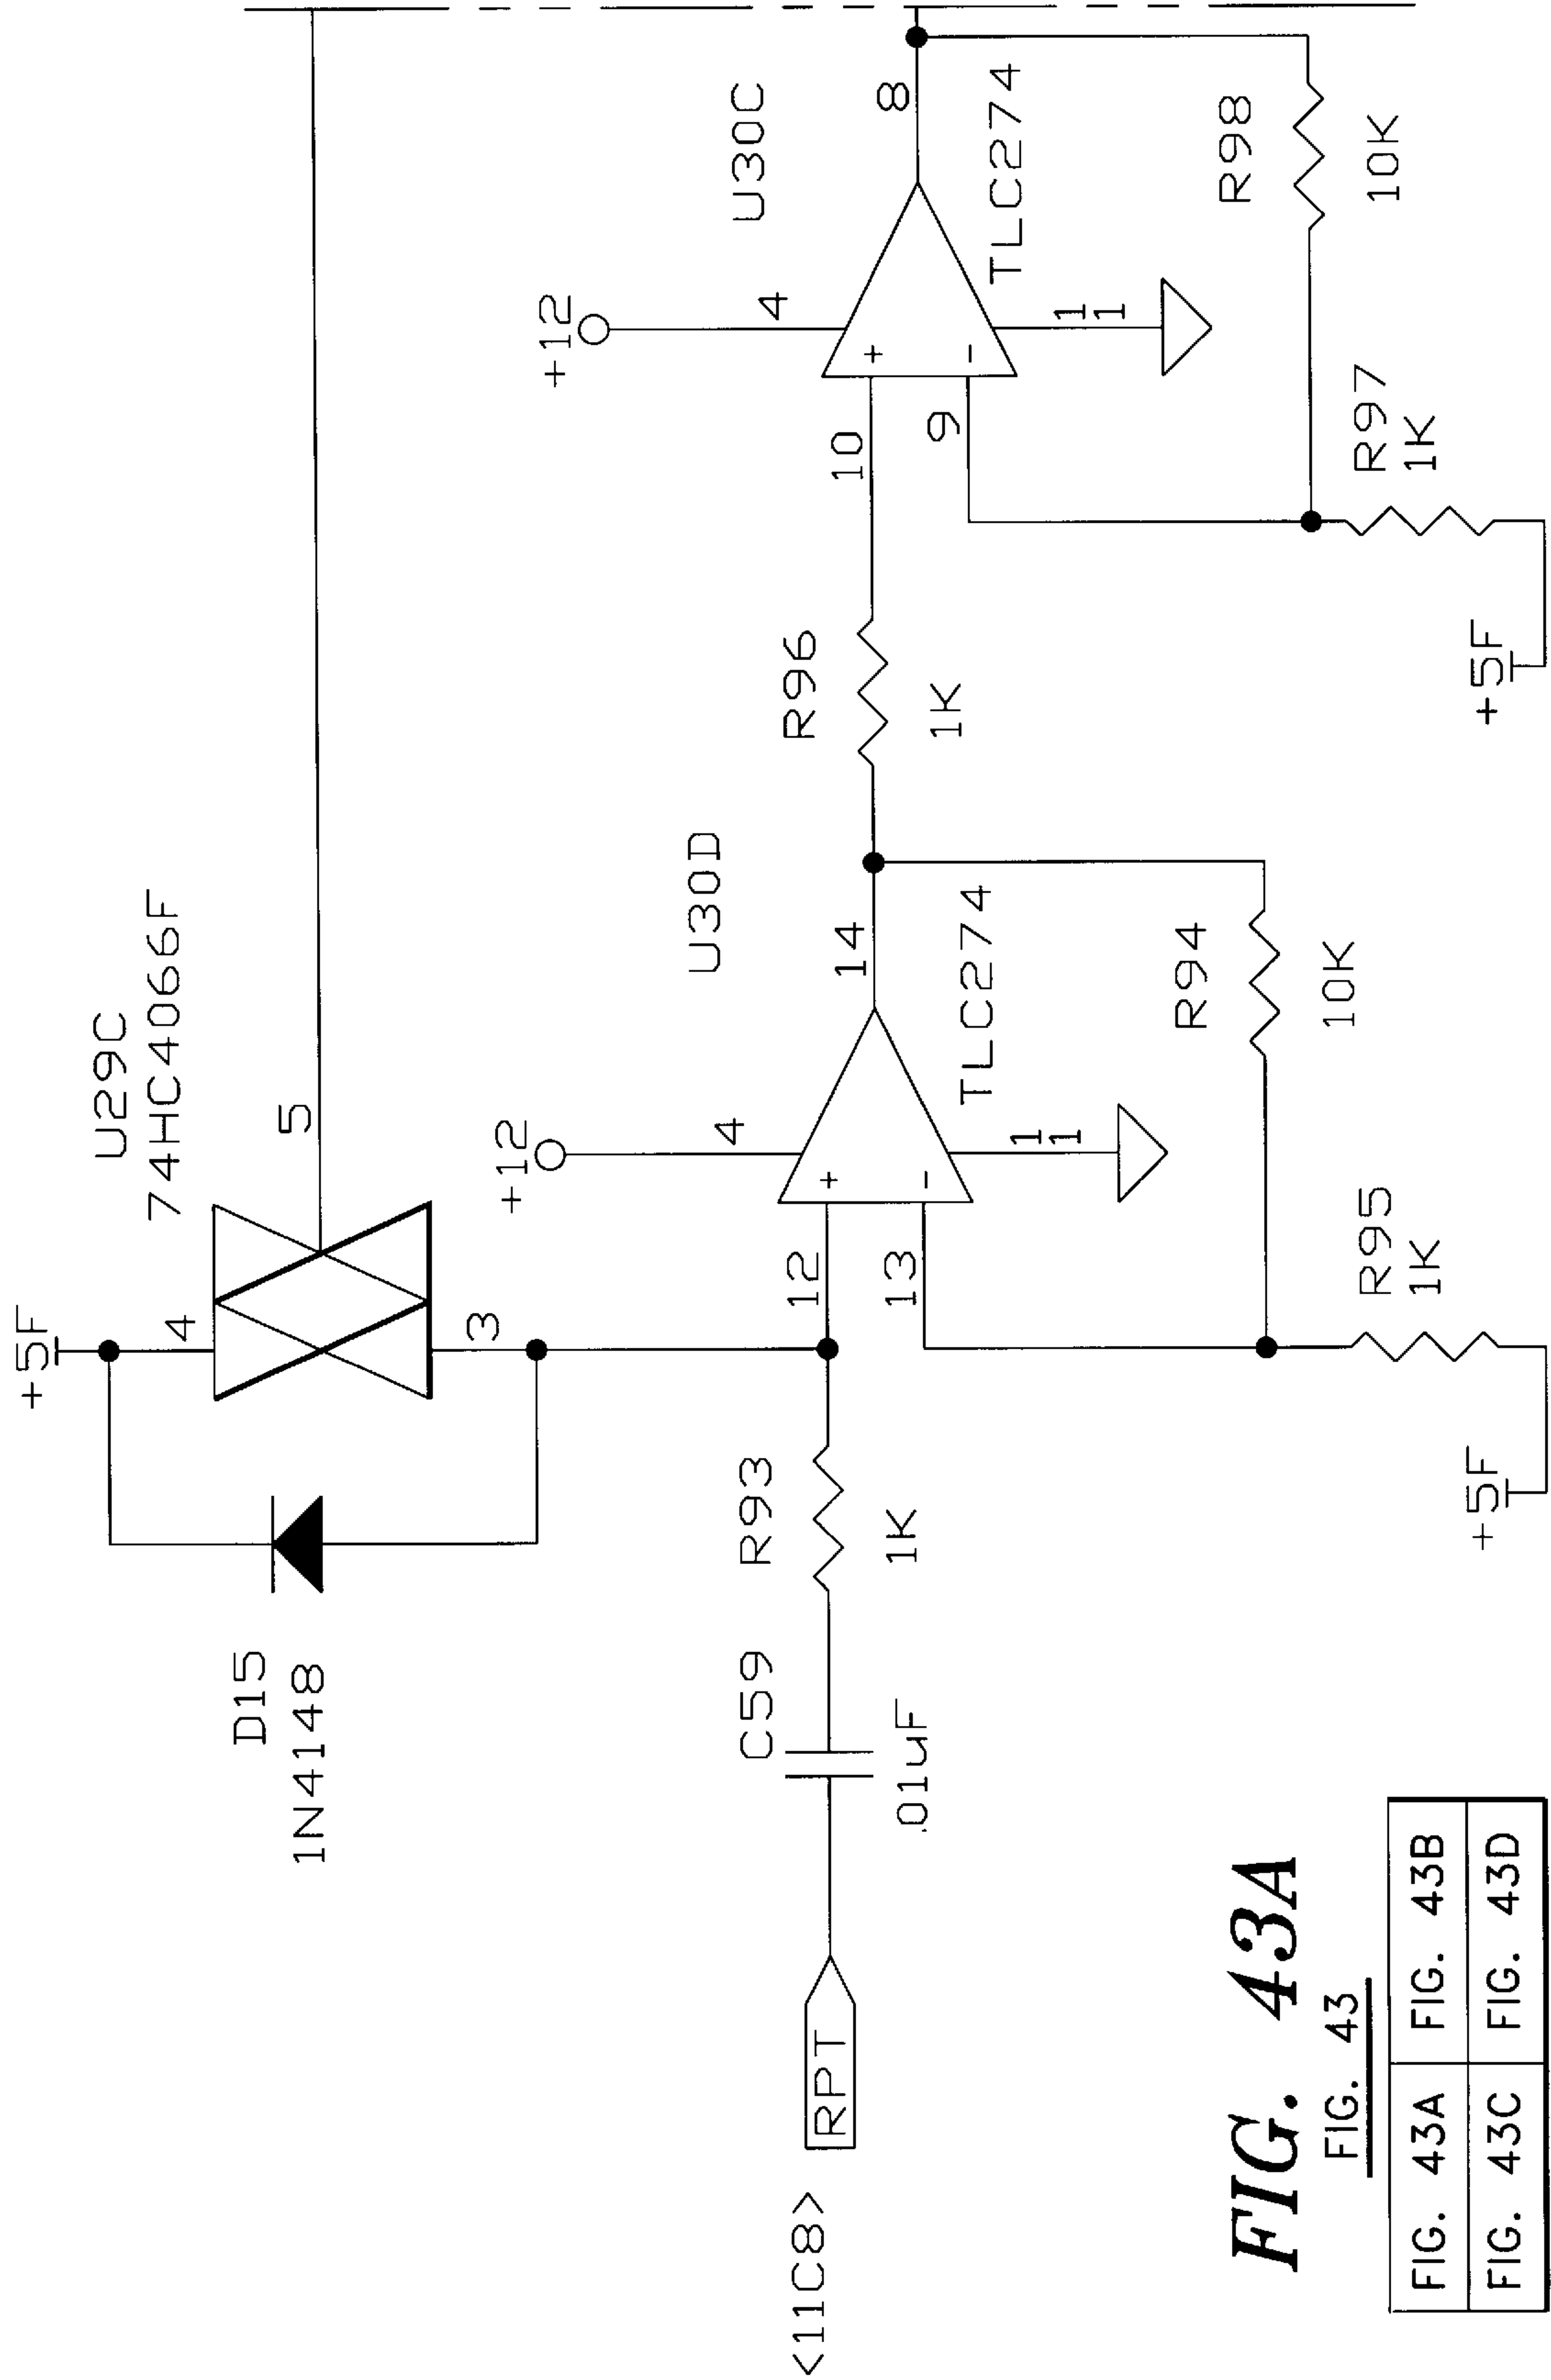 +5F
U29C
74HC4066F
4
5
3
D15
1N4148
+12
4
U30D
+12
4
U30C
<11C8>
RPT
C59
.01uF
R93
1K
12
13
+
-
14
TLC274
11
R96
1K
10
9
+
-
8
TLC274
11
R94
10K
R98
10K
R95
1K
+5F
R97
1K
+5F
FIG. 43A
FIG. 43
FIG. 43A FIG. 43B
FIG. 43C FIG. 43D